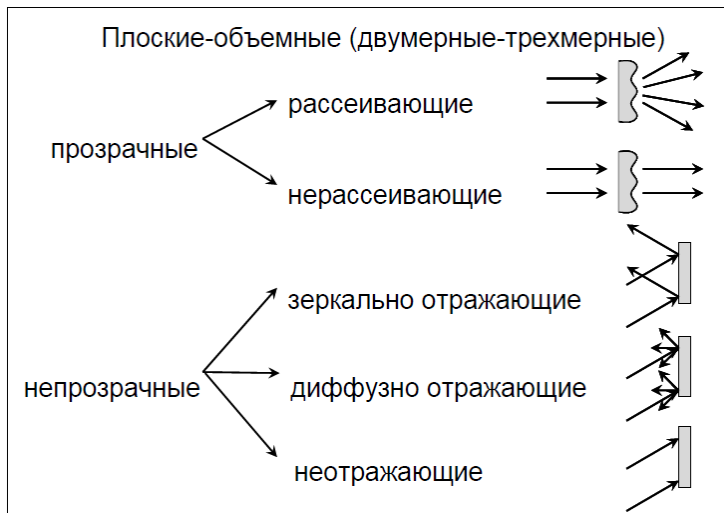 Плоские-объемные (двумерные-трехмерные)
рассеивающие
прозрачные
нерассеивающие
зеркально отражающие
непрозрачные
диффузно отражающие
неотражающие